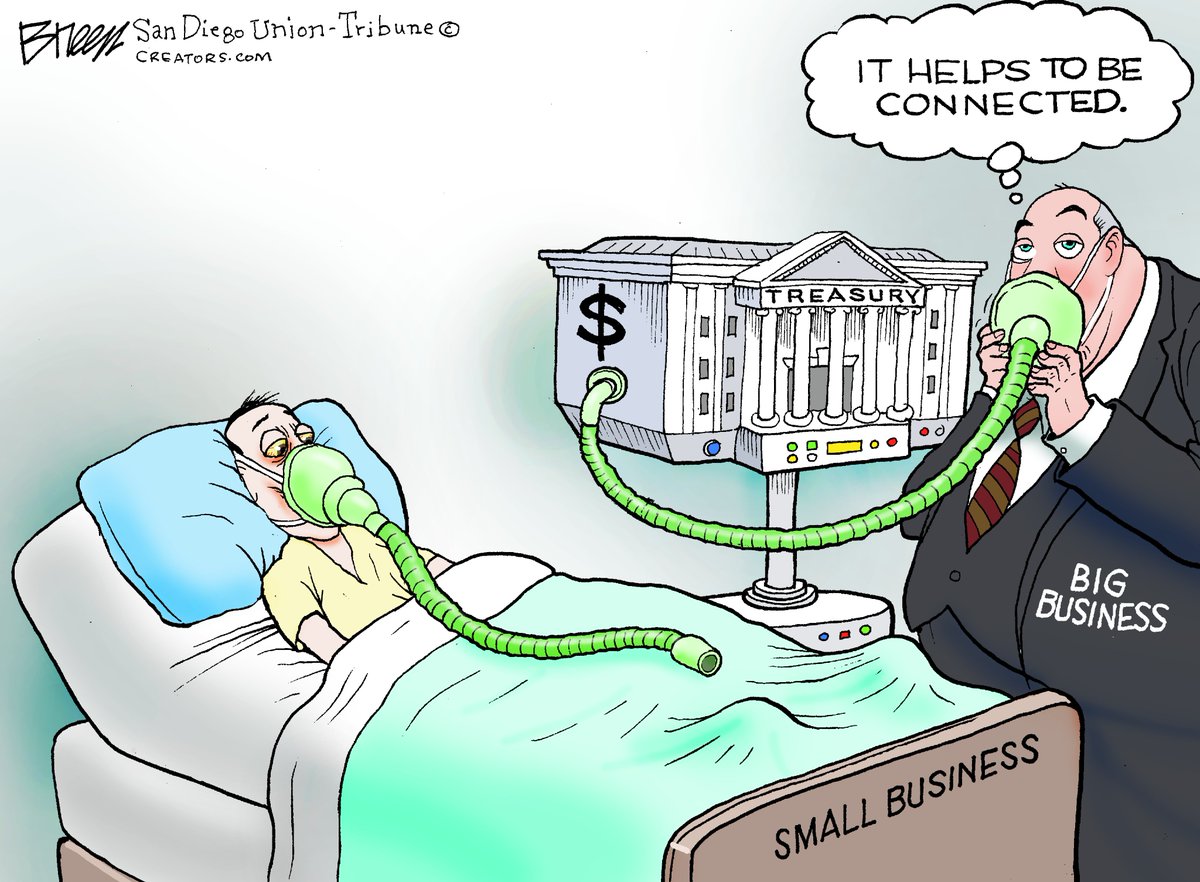 Breen San Diego Union-Tribune ©
CREATORS.COM
IT HELPS TO BE
CONNECTED.
TREASURY
$
BIG
BUSINESS
SMALL BUSINESS